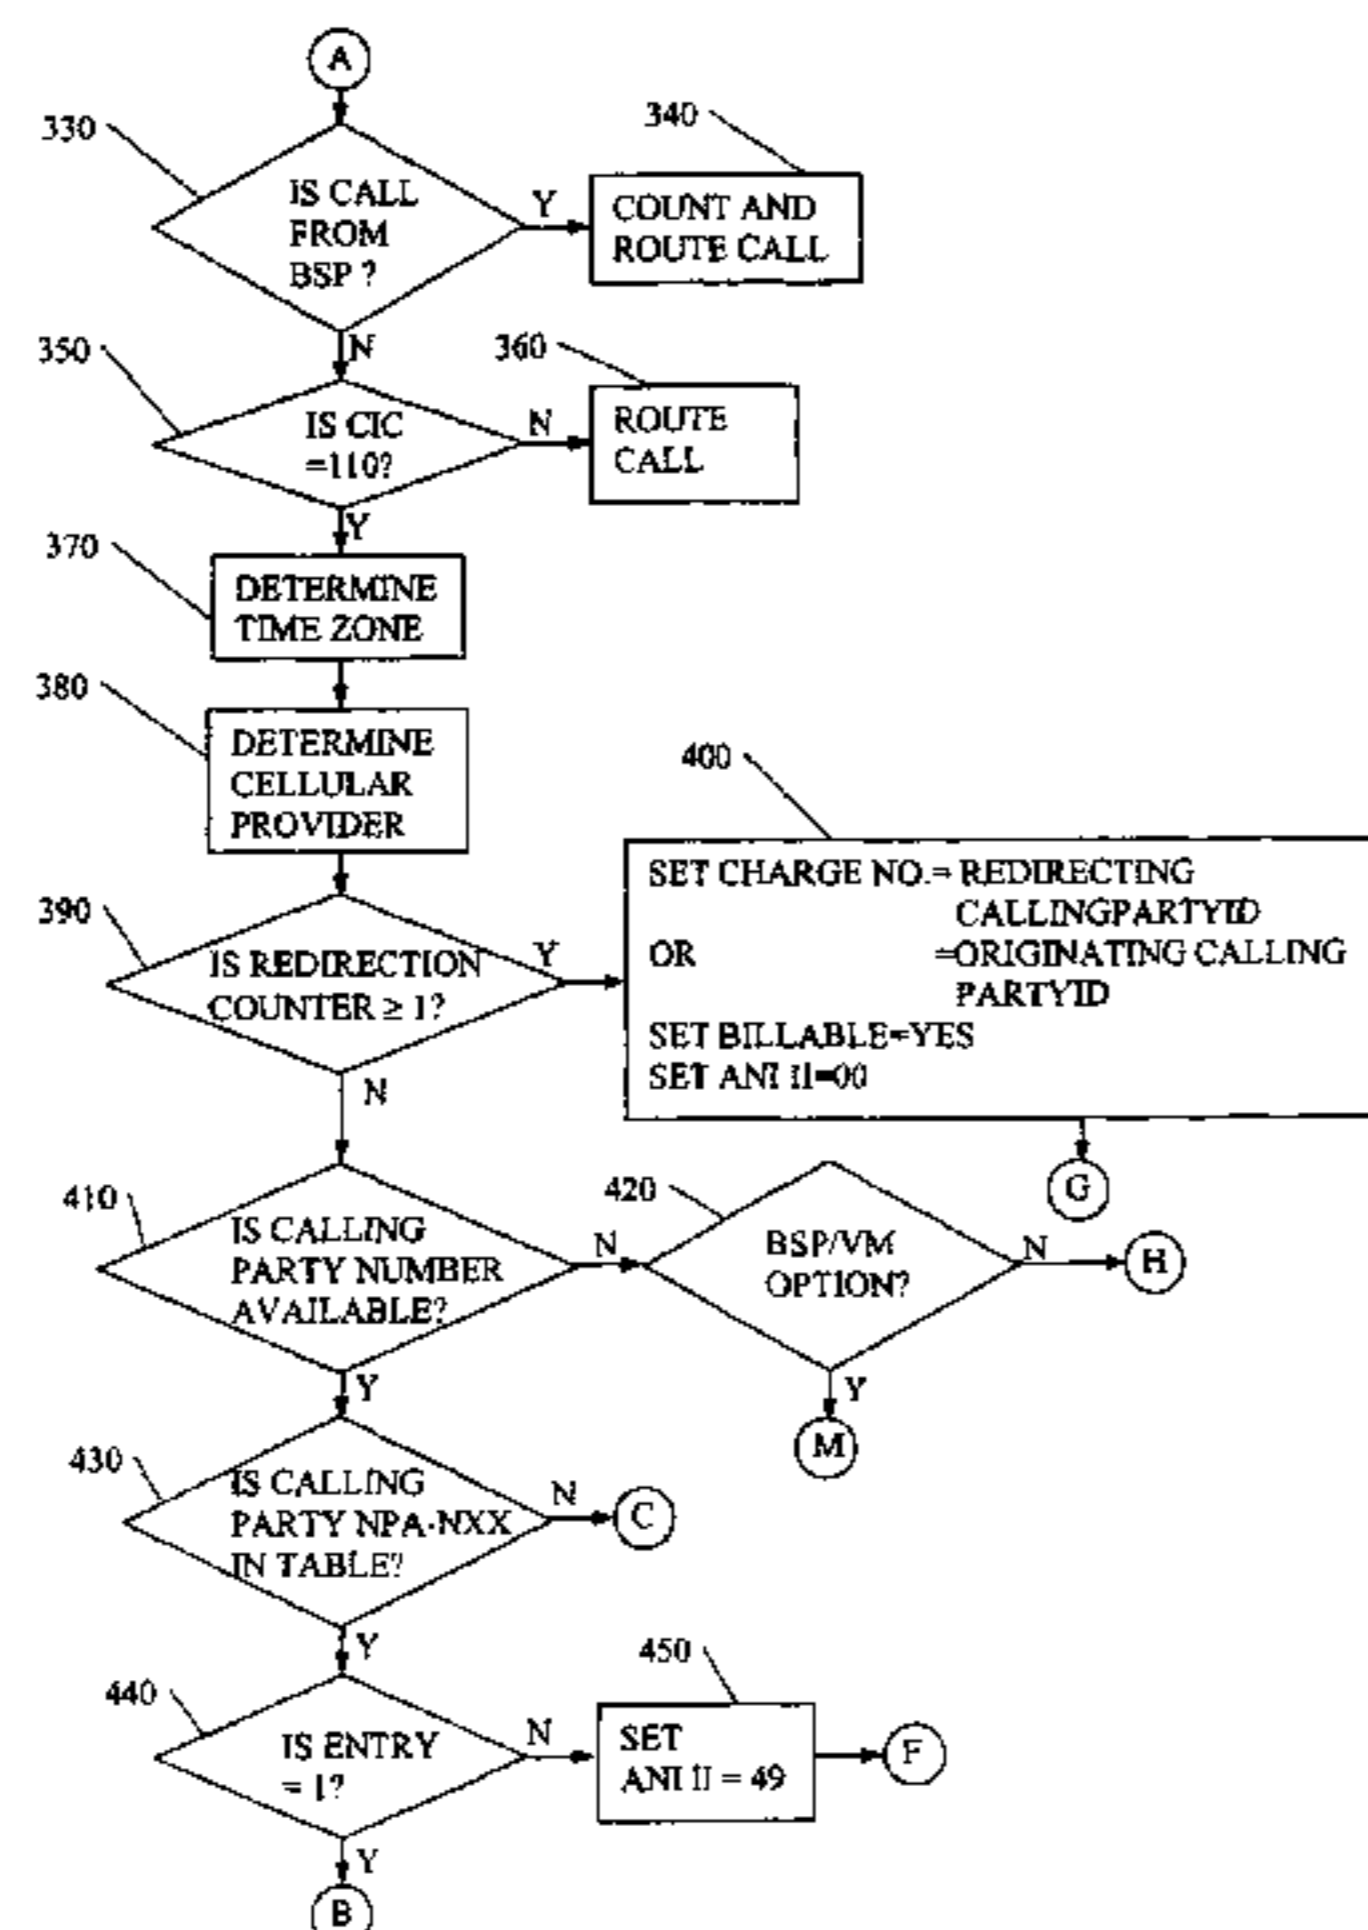 A
330
IS CALL
FROM
BSP ?
Y
340
COUNT AND
ROUTE CALL
N
350
IS CIC
=110?
N
360
ROUTE
CALL
Y
370
DETERMINE
TIME ZONE
380
DETERMINE
CELLULAR
PROVIDER
390
IS REDIRECTION
COUNTER ≥ 1?
Y
400
SET CHARGE NO.= REDIRECTING
CALLINGPARTYID
OR =ORIGINATING CALLING
PARTYID
SET BILLABLE=YES
SET ANI II=00
G
N
410
IS CALLING
PARTY NUMBER
AVAILABLE?
N
420
BSP/VM
OPTION?
N
H
Y
M
Y
430
IS CALLING
PARTY NPA-NXX
IN TABLE?
N
C
Y
440
IS ENTRY
= 1?
N
450
SET
ANI II = 49
F
Y
B